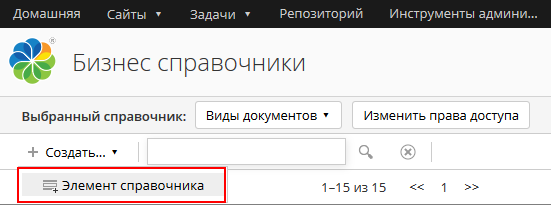 Домашняя Сайты Задачи Репозиторий Инструменты админи...
Бизнес справочники
Выбранный справочник: Виды документов Изменить права доступа
Создать...
Элемент справочника 1–15 из 15 << 1 >>